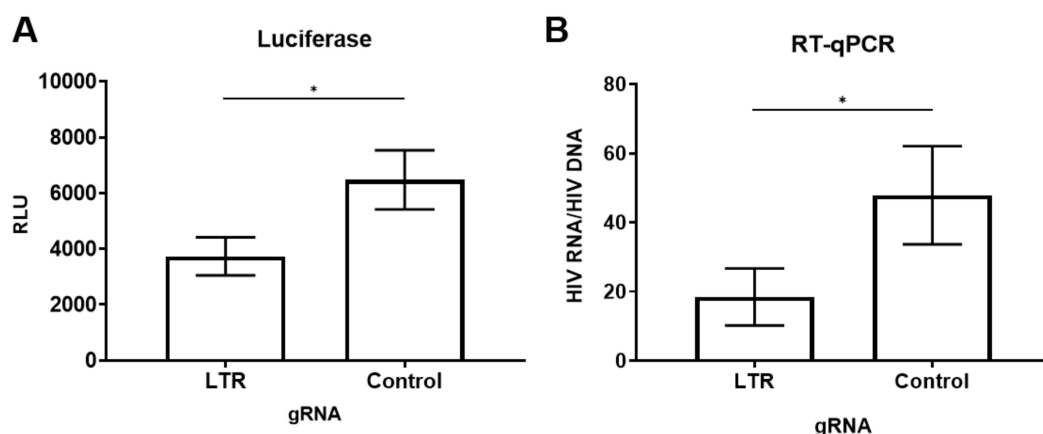 A
Luciferase
*
10000
8000
6000
4000
2000
0
RLU
LTR
Control
gRNA
B
RT-qPCR
*
80
60
40
20
0
HIV RNA/HIV DNA
LTR
Control
gRNA